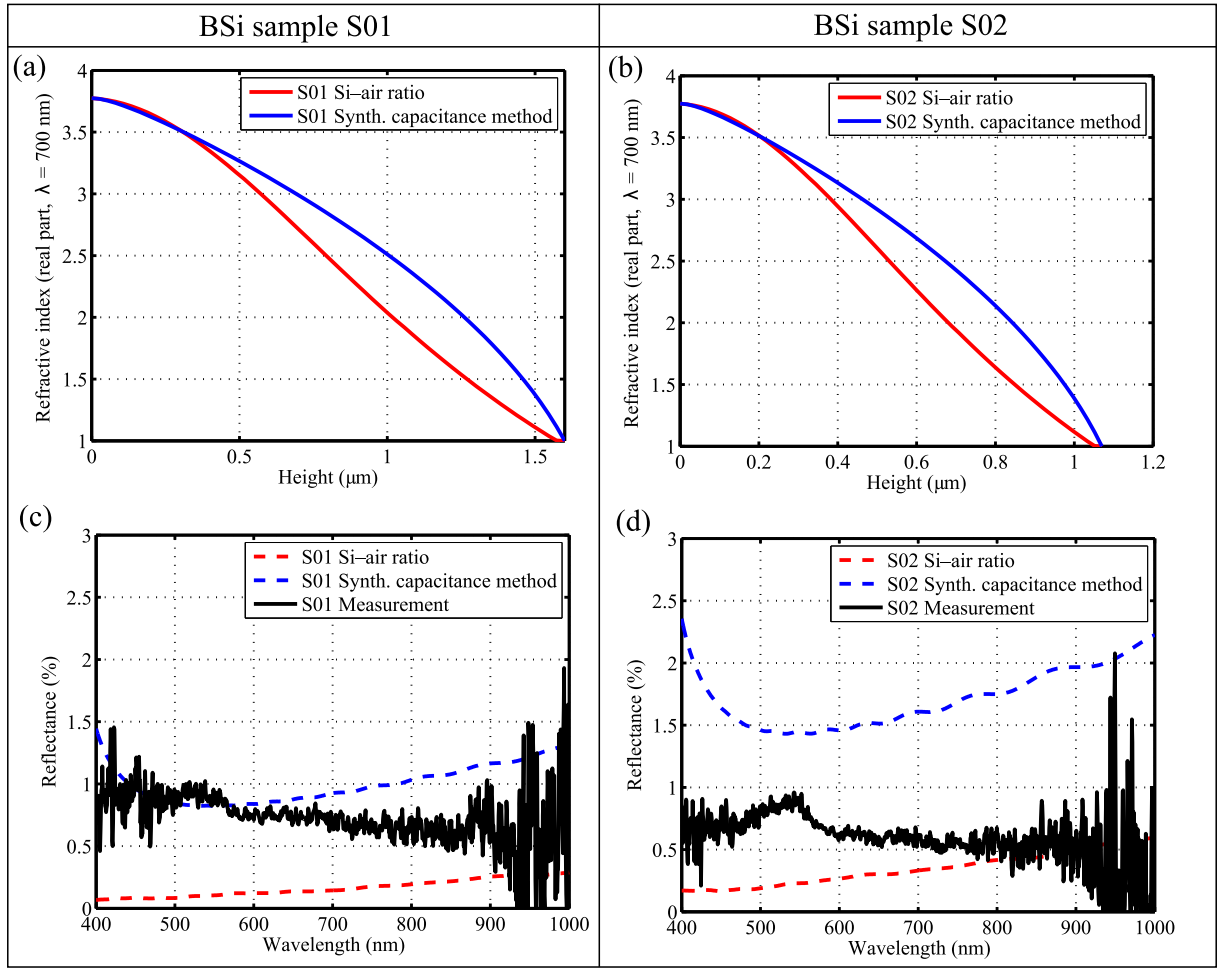 BSi sample S01
BSi sample S02
(a)
S01 Si–air ratio
S01 Synth. capacitance method
Refractive index (real part, λ = 700 nm)
4
3.5
3
2.5
2
1.5
1
0
0.5
1
1.5
Height (μm)
(b)
S02 Si–air ratio
S02 Synth. capacitance method
Refractive index (real part, λ = 700 nm)
4
3.5
3
2.5
2
1.5
1
0
0.2
0.4
0.6
0.8
1
1.2
Height (μm)
(c)
S01 Si–air ratio
S01 Synth. capacitance method
S01 Measurement
Reflectance (%)
3
2.5
2
1.5
1
0.5
0
400
500
600
700
800
900
1000
Wavelength (nm)
(d)
S02 Si–air ratio
S02 Synth. capacitance method
S02 Measurement
Reflectance (%)
3
2.5
2
1.5
1
0.5
0
400
500
600
700
800
900
1000
Wavelength (nm)